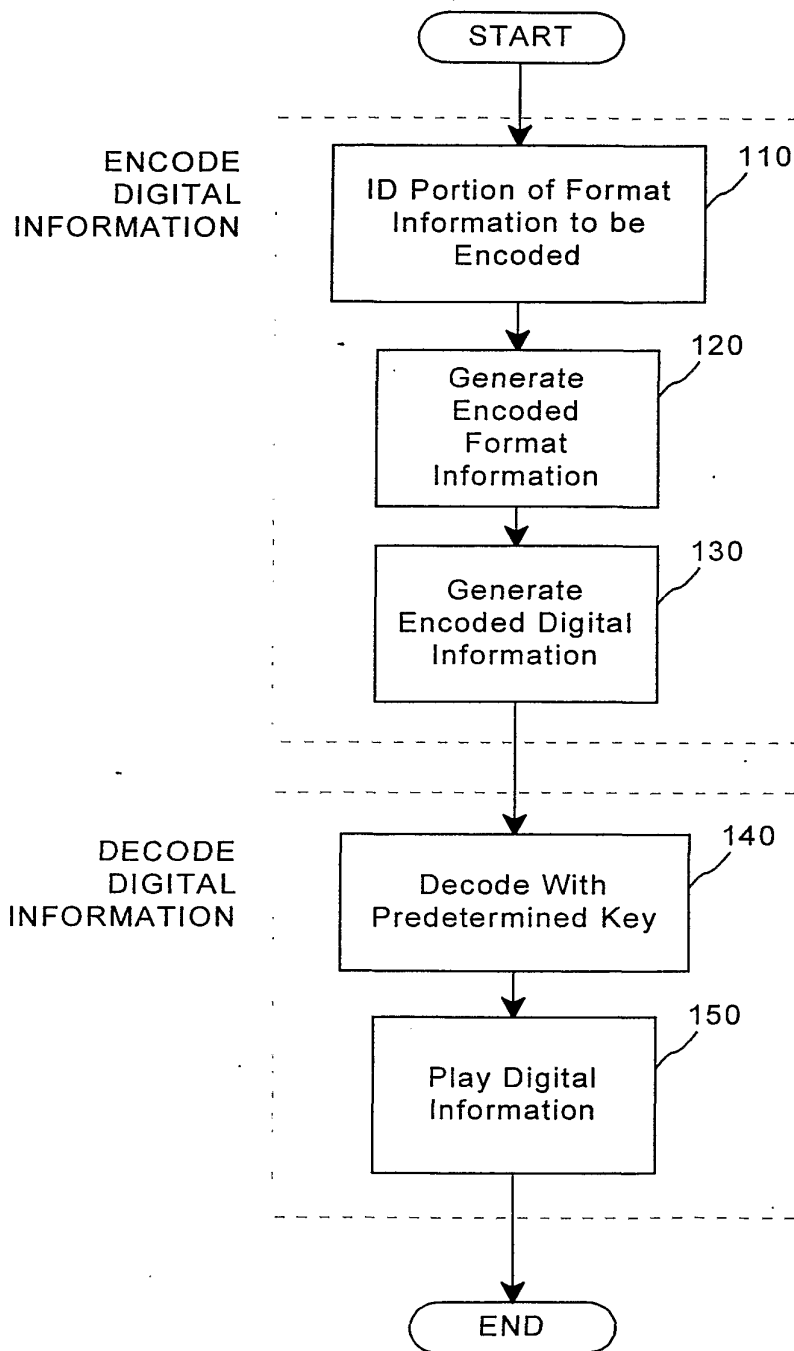 START
ENCODE
DIGITAL
INFORMATION
110
ID Portion of Format
Information to be
Encoded
120
Generate
Encoded
Format
Information
130
Generate
Encoded Digital
Information
DECODE
DIGITAL
INFORMATION
140
Decode With
Predetermined Key
150
Play Digital
Information
END